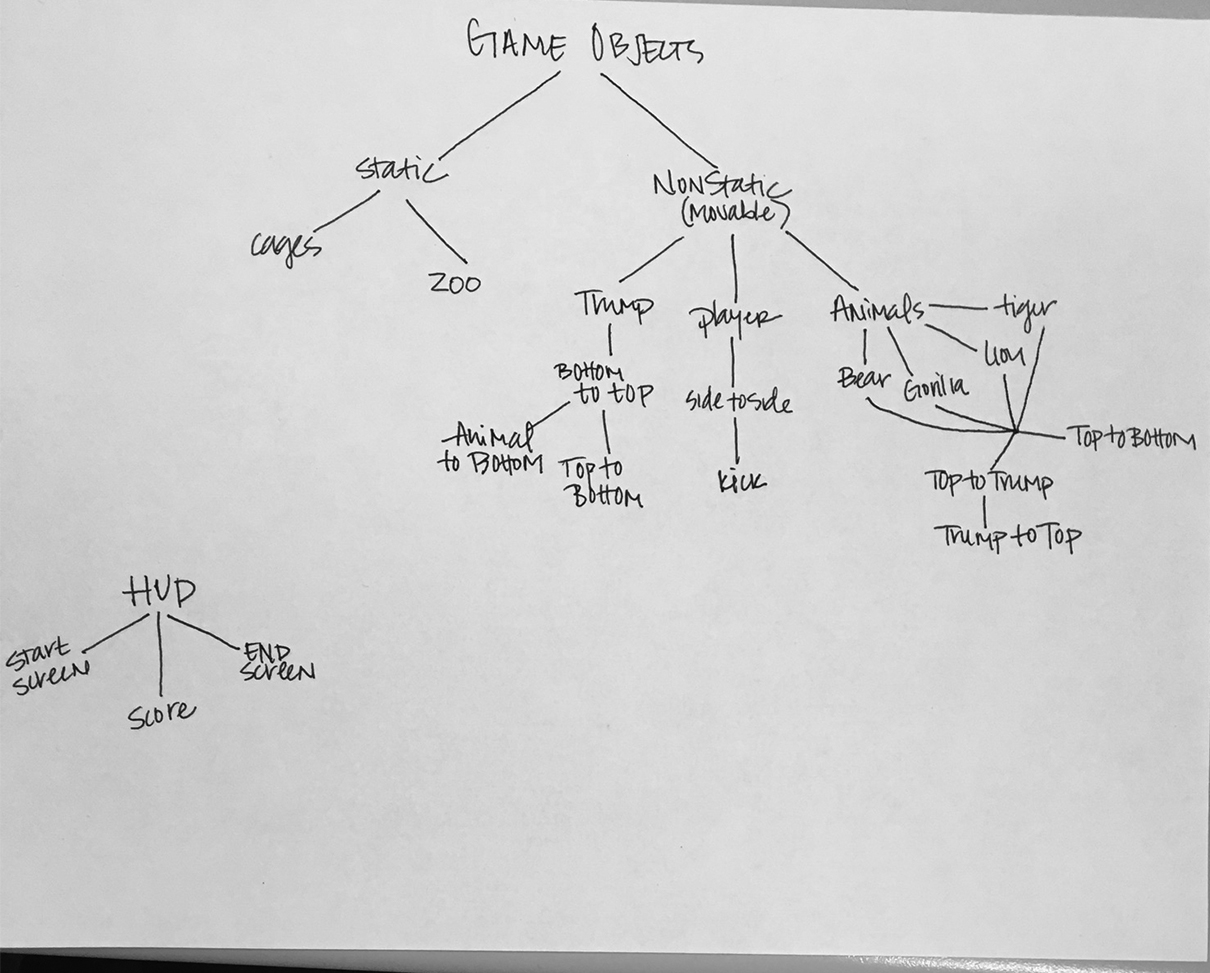 GAME OBJECTS
static
NonStatic
(Movable)
cages
ZOO
Trump
player
Animals
tiger
Lion
Bottom
to top
side to side
Bear
Gorilla
Animal
to Bottom
Top to
Bottom
kick
Top to Bottom
Top to Trump
Trump to Top
HUD
Start
screen
END
screen
Score